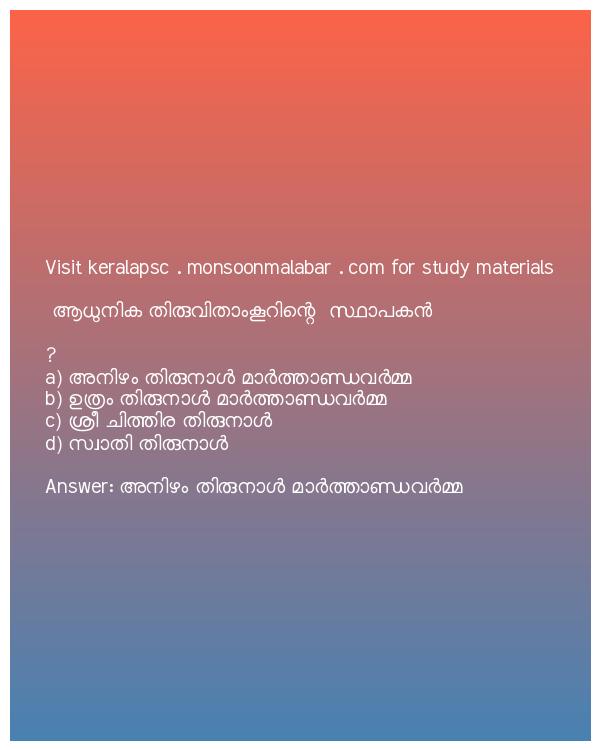 Visit keralapsc . monsoonmalabar . com for study materials
ആധുനിക തിരുവിതാംകൂറിന്റെ സ്ഥാപകൻ
?
a) അനിഴം തിരുനാൾ മാർത്താണ്ഡവർമ്മ
b) ഉത്രം തിരുനാൾ മാർത്താണ്ഡവർമ്മ
c) ശ്രീ ചിത്തിര തിരുനാൾ
d) സ്വാതി തിരുനാൾ
Answer: അനിഴം തിരുനാൾ മാർത്താണ്ഡവർമ്മ